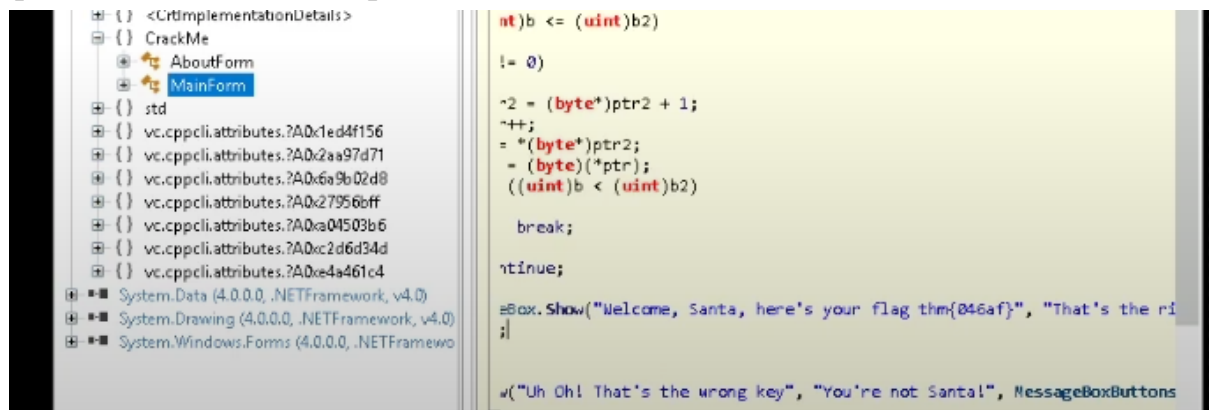 <CrtImplementationDetails>
{ } CrackMe
AboutForm
MainForm
{ } std
{ } vc.cppcli.attributes.?A0x1ed4f156
{ } vc.cppcli.attributes.?A0x2aa97d71
{ } vc.cppcli.attributes.?A0x6a9b02d8
{ } vc.cppcli.attributes.?A0x27956bff
{ } vc.cppcli.attributes.?A0xa04503b6
{ } vc.cppcli.attributes.?A0xc2d6d34d
{ } vc.cppcli.attributes.?A0xe4a461c4
System.Data (4.0.0.0, .NETFramework, v4.0)
System.Drawing (4.0.0.0, .NETFramework, v4.0)
System.Windows.Forms (4.0.0.0, .NETFramewo
nt)b <= (uint)b2)
!= 0)
2 = (byte*)ptr2 + 1;
++;
= *(byte*)ptr2;
= (byte)(*ptr);
((uint)b < (uint)b2)
break;
ntinue;
eBox.Show("Welcome, Santa, here's your flag thm{046af}", "That's the ri
;
w("Uh Oh! That's the wrong key", "You're not Santa!", MessageBoxButtons